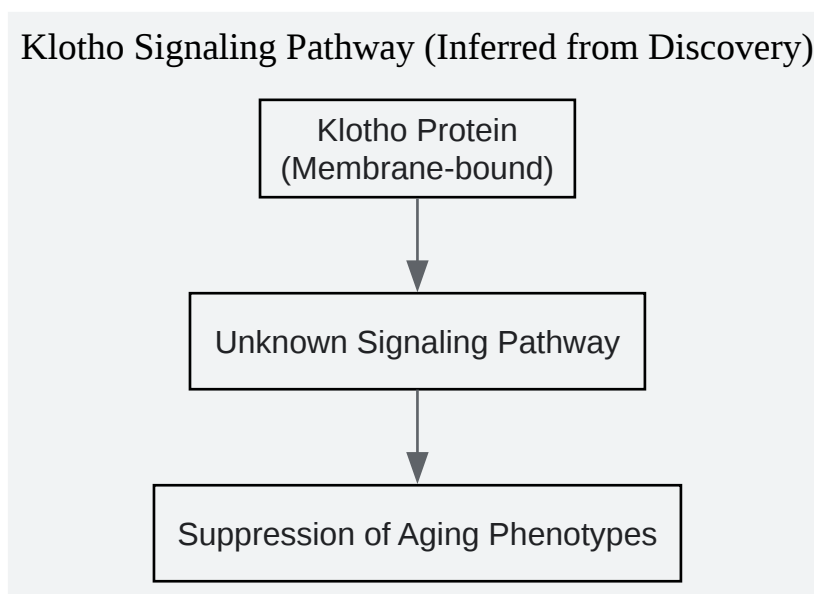 Klotho Signaling Pathway (Inferred from Discovery)
Klotho Protein
(Membrane-bound)
Unknown Signaling Pathway
Suppression of Aging Phenotypes